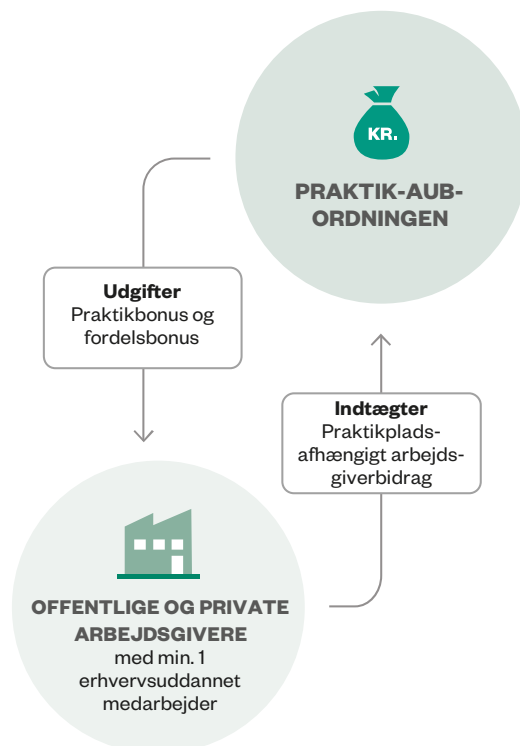 KR.
PRAKTIK-AUB-
ORDNINGEN
Udgifter
Praktikbonus og
fordelsbonus
Indtægter
Praktikplads-
afhængigt arbejds-
giverbidrag
OFFENTLIGE OG PRIVATE
ARBEJDSGIVERE
med min. 1
erhvervsuddannet
medarbejder